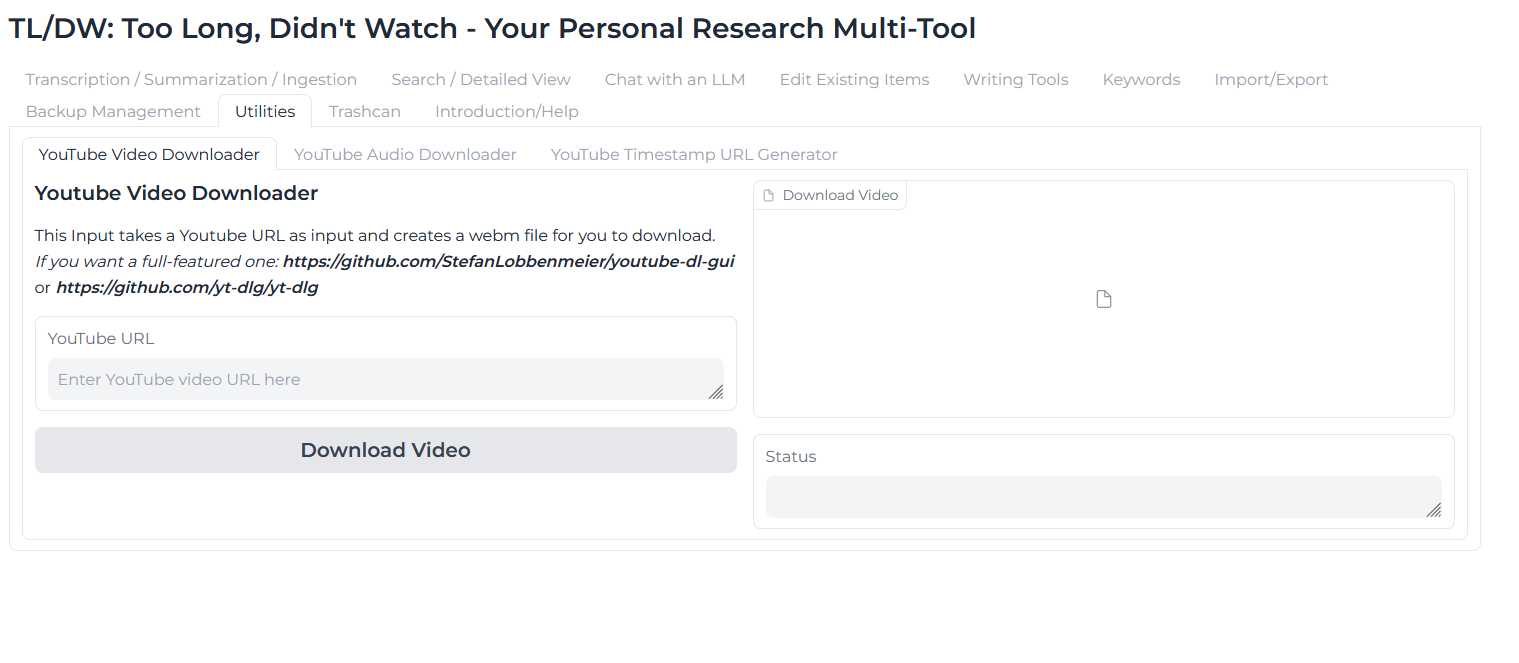 TL/DW: Too Long, Didn't Watch - Your Personal Research Multi-Tool
Transcription / Summarization / Ingestion
Search / Detailed View
Chat with an LLM
Edit Existing Items
Writing Tools
Keywords
Import/Export
Backup Management
Utilities
Trashcan
Introduction/Help
YouTube Video Downloader
YouTube Audio Downloader
YouTube Timestamp URL Generator
Youtube Video Downloader
This Input takes a Youtube URL as input and creates a webm file for you to download.
If you want a full-featured one: https://github.com/StefanLobbenmeier/youtube-dl-gui
or https://github.com/yt-dlg/yt-dlg
YouTube URL
Enter YouTube video URL here
Download Video
Download Video
Status